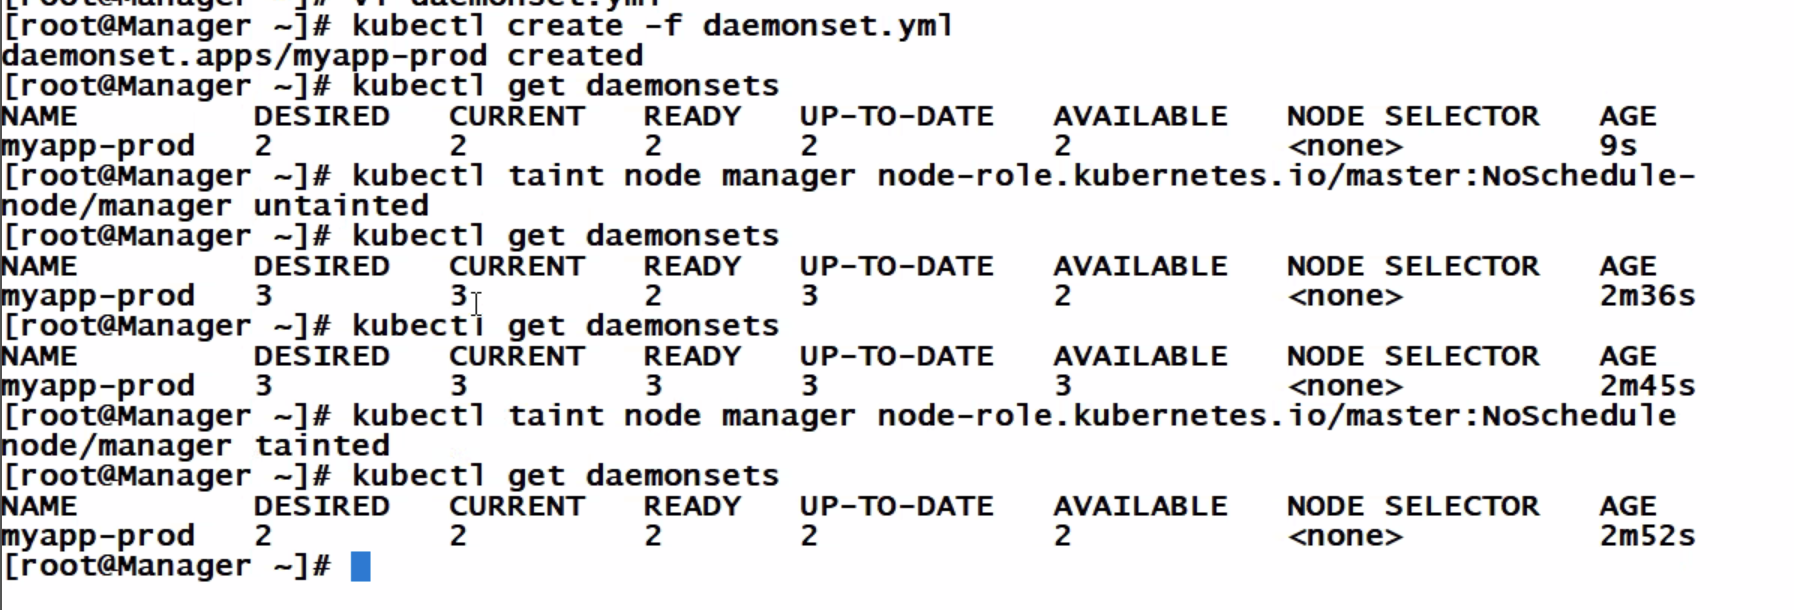 [root@Manager ~]# vi daemonset.yml
[root@Manager ~]# kubectl create -f daemonset.yml
daemonset.apps/myapp-prod created
[root@Manager ~]# kubectl get daemonsets
NAME DESIRED CURRENT READY UP-TO-DATE AVAILABLE NODE SELECTOR AGE
myapp-prod 2 2 2 2 2 <none> 9s
[root@Manager ~]# kubectl taint node manager node-role.kubernetes.io/master:NoSchedule-
node/manager untainted
[root@Manager ~]# kubectl get daemonsets
NAME DESIRED CURRENT READY UP-TO-DATE AVAILABLE NODE SELECTOR AGE
myapp-prod 3 3 2 3 2 <none> 2m36s
[root@Manager ~]# kubectl get daemonsets
NAME DESIRED CURRENT READY UP-TO-DATE AVAILABLE NODE SELECTOR AGE
myapp-prod 3 3 3 3 3 <none> 2m45s
[root@Manager ~]# kubectl taint node manager node-role.kubernetes.io/master:NoSchedule
node/manager tainted
[root@Manager ~]# kubectl get daemonsets
NAME DESIRED CURRENT READY UP-TO-DATE AVAILABLE NODE SELECTOR AGE
myapp-prod 2 2 2 2 2 <none> 2m52s
[root@Manager ~]#